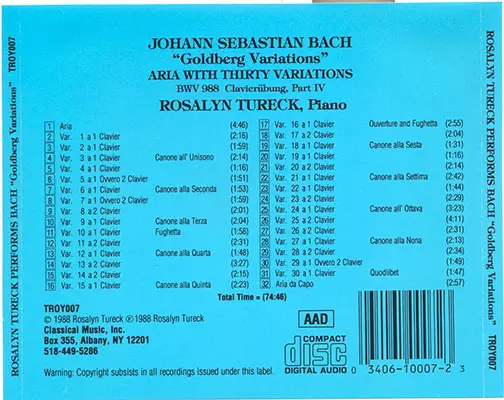 TROY007
ROSALYN TURECK PERFORMS BACH "Goldberg Variations"
JOHANN SEBASTIAN BACH
"Goldberg Variations"
ARIA WITH THIRTY VARIATIONS
BWV 988 Clavierübung, Part IV
ROSALYN TURECK, Piano
1 Aria (4:46)
2 Var. 1 a 1 Clavier (2:16)
3 Var. 2 a 1 Clavier (1:59)
4 Var. 3 a 1 Clavier Canone all' Unisono (2:14)
5 Var. 4 a 1 Clavier (1:16)
6 Var. 5 a 1 Ovvero 2 Clavier (1:51)
7 Var. 6 a 1 Clavier Canone alla Seconda (1:53)
8 Var. 7 a 1 Ovvero 2 Clavier (1:59)
9 Var. 8 a 2 Clavier (2:01)
10 Var. 9 a 1 Clavier Canone alla Terza (2:04)
11 Var. 10 a 1 Clavier Fughetta (1:58)
12 Var. 11 a 2 Clavier (2:31)
13 Var. 12 a 1 Clavier Canone alla Quarta (1:48)
14 Var. 13 a 2 Clavier (3:27)
15 Var. 14 a 2 Clavier (2:15)
16 Var. 15 a 1 Clavier Canone alla Quinta (2:23)
17 Var. 16 a 1 Clavier Ouverture and Fughetta (2:55)
18 Var. 17 a 2 Clavier (2:04)
19 Var. 18 a 1 Clavier Canone alla Sesta (1:31)
20 Var. 19 a 1 Clavier (1:16)
21 Var. 20 a 2 Clavier (2:14)
22 Var. 21 a 1 Clavier Canone alla Settima (2:42)
23 Var. 22 a 1 Clavier (1:44)
24 Var. 23 a 2 Clavier (2:29)
25 Var. 24 a 1 Clavier Canone all' Ottava (3:23)
26 Var. 25 a 2 Clavier (4:11)
27 Var. 26 a 2 Clavier (2:31)
28 Var. 27 a 1 Clavier Canone alla Nona (2:13)
29 Var. 28 a 2 Clavier (2:34)
30 Var. 29 a 1 Ovvero 2 Clavier (1:49)
31 Var. 30 a 1 Clavier Quodlibet (1:52)
32 Aria da Capo (2:57)
Total Time = (74:46)
TROY007
© 1988 Rosalyn Tureck ℗ 1988 Rosalyn Tureck
Classical Music, Inc.
Box 355, Albany, NY 12201
518-449-5286
Warning: Copyright subsists in all recordings issued under this label.
AAD
COMPACT
disc
DIGITAL AUDIO
0 3406-10007-2 3
ROSALYN TURECK PERFORMS BACH "Goldberg Variations"
TROY007